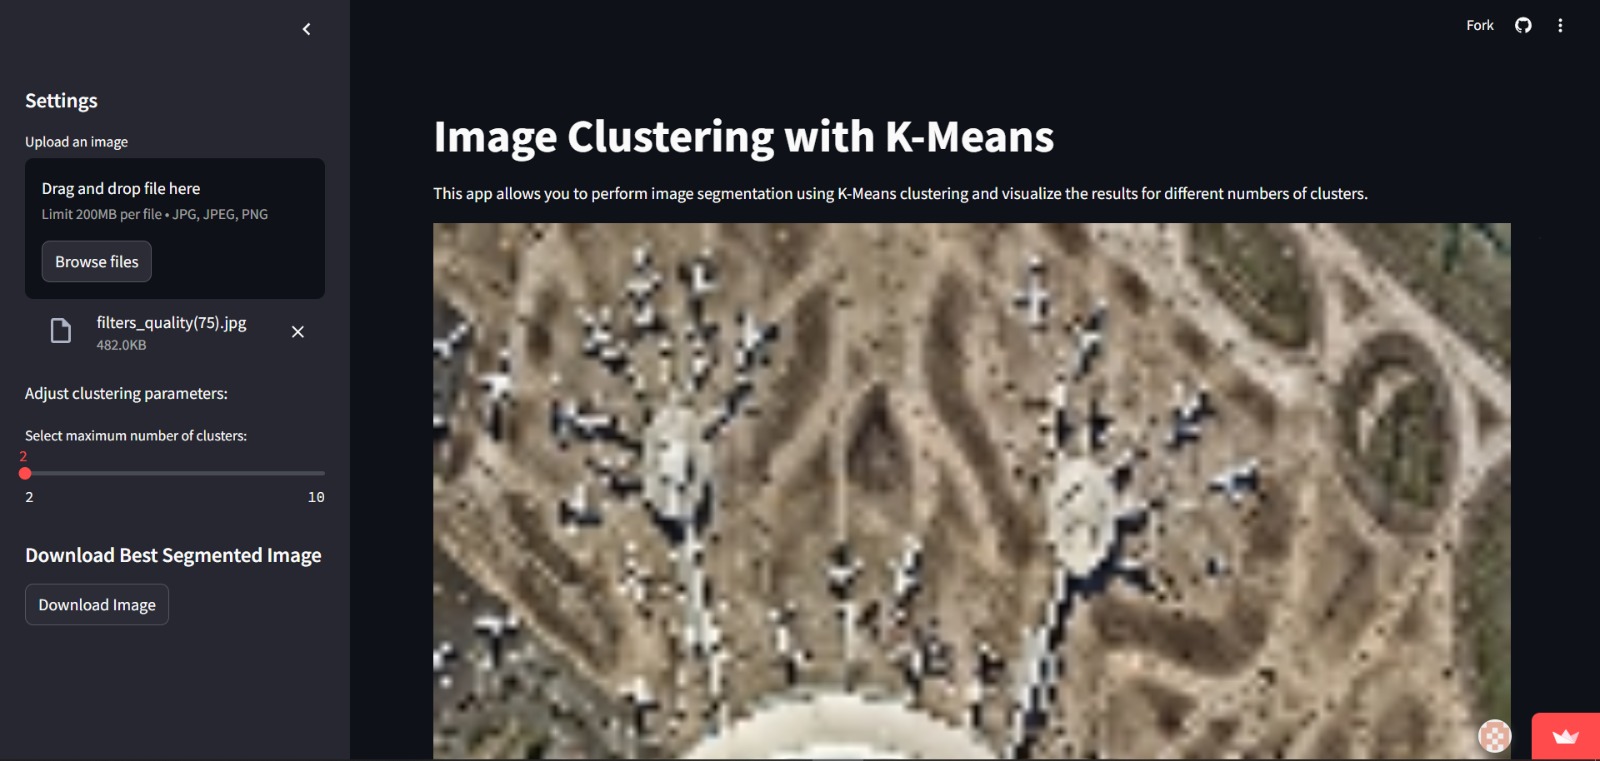 Fork
Settings
Upload an image
Drag and drop file here
Limit 200MB per file • JPG, JPEG, PNG
Browse files
filters_quality(75).jpg
482.0KB
Adjust clustering parameters:
Select maximum number of clusters:
2
2 10
Download Best Segmented Image
Download Image
Image Clustering with K-Means
This app allows you to perform image segmentation using K-Means clustering and visualize the results for different numbers of clusters.